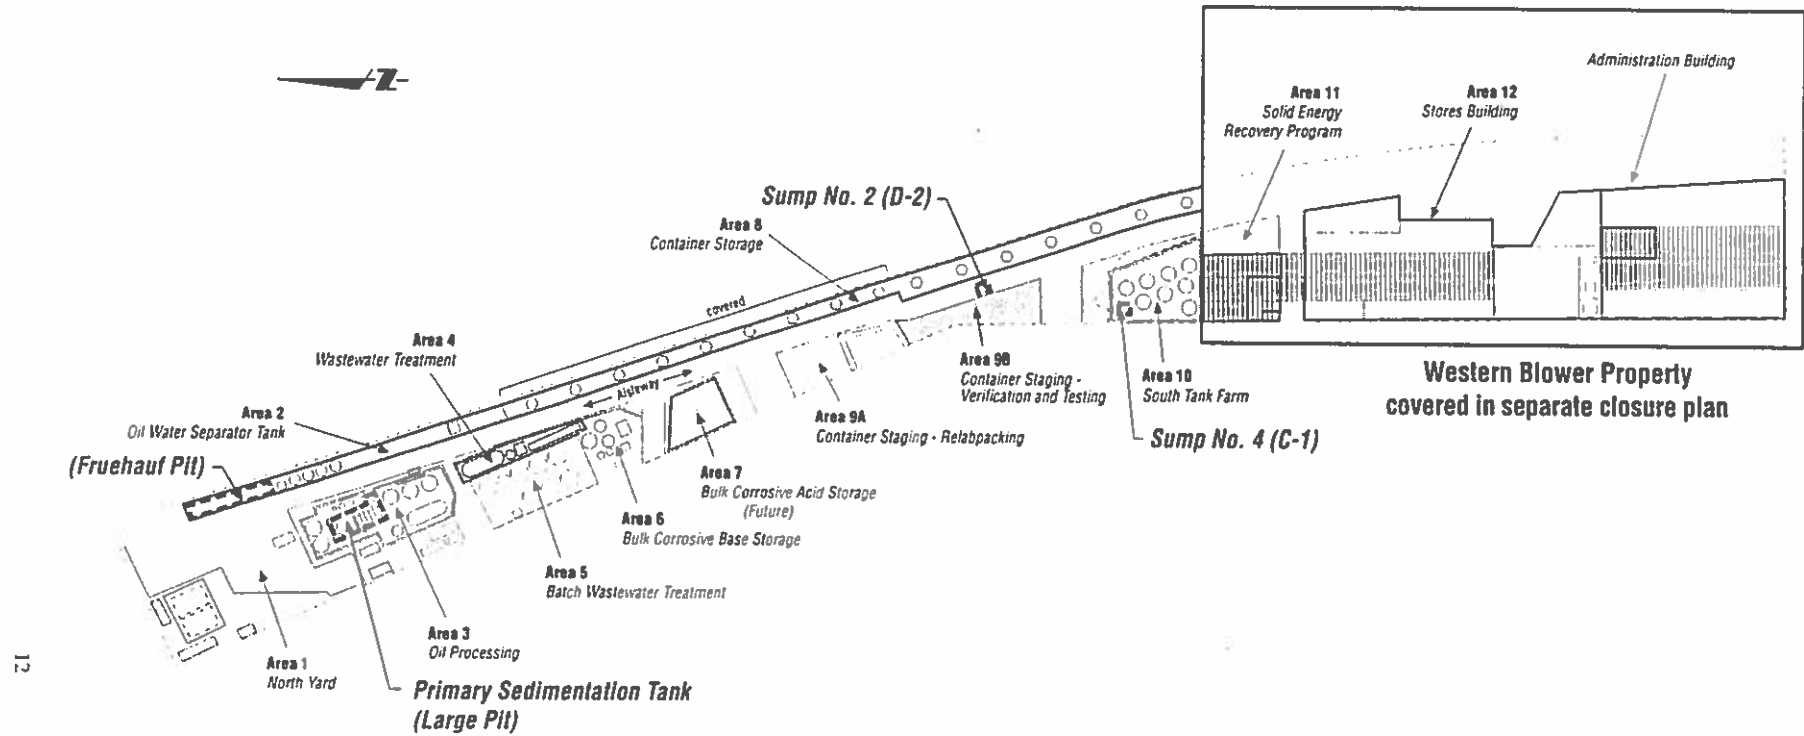 Z
Administration Building
Area 11
Solid Energy
Recovery Program
Area 12
Stores Building
Sump No. 2 (D-2)
Area 8
Container Storage
covered
Area 4
Wastewater Treatment
Aisleway
Area 2
Oil Water Separator Tank
(Fruehauf Pit)
Area 9B
Container Staging -
Verification and Testing
Area 10
South Tank Farm
Western Blower Property
covered in separate closure plan
Area 9A
Container Staging - Relabpacking
Sump No. 4 (C-1)
Area 7
Bulk Corrosive Acid Storage
(Future)
Area 6
Bulk Corrosive Base Storage
Area 5
Batch Wastewater Treatment
Area 3
Oil Processing
Area 1
North Yard
Primary Sedimentation Tank
(Large Pit)
12